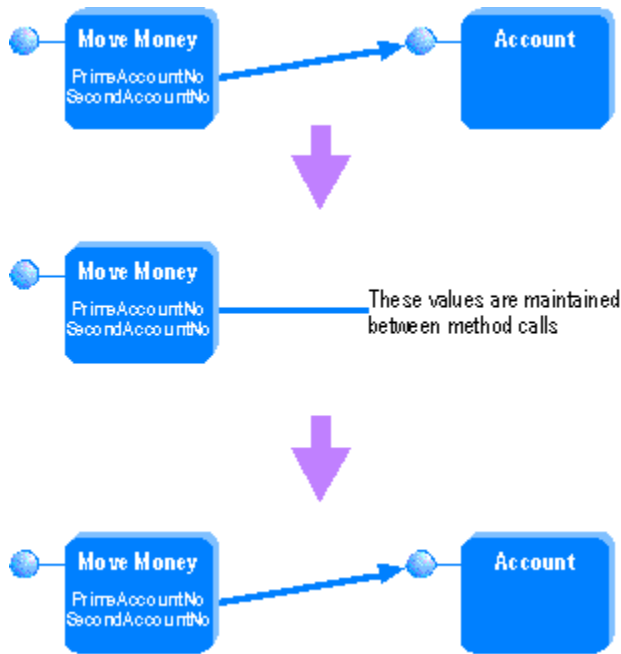 Move Money
Account
PrimeAccountNo
SecondAccountNo
Move Money
PrimeAccountNo
SecondAccountNo
These values are maintained
between method calls
Move Money
Account
PrimeAccountNo
SecondAccountNo